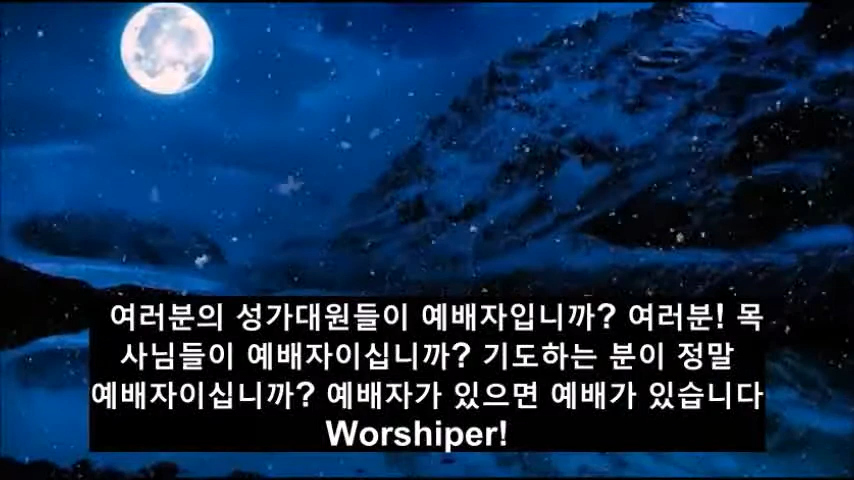 여러분의 성가대원들이 예배자입니까? 여러분! 목
사님들이 예배자이십니까? 기도하는 분이 정말
예배자이십니까? 예배자가 있으면 예배가 있습니다
Worshiper!